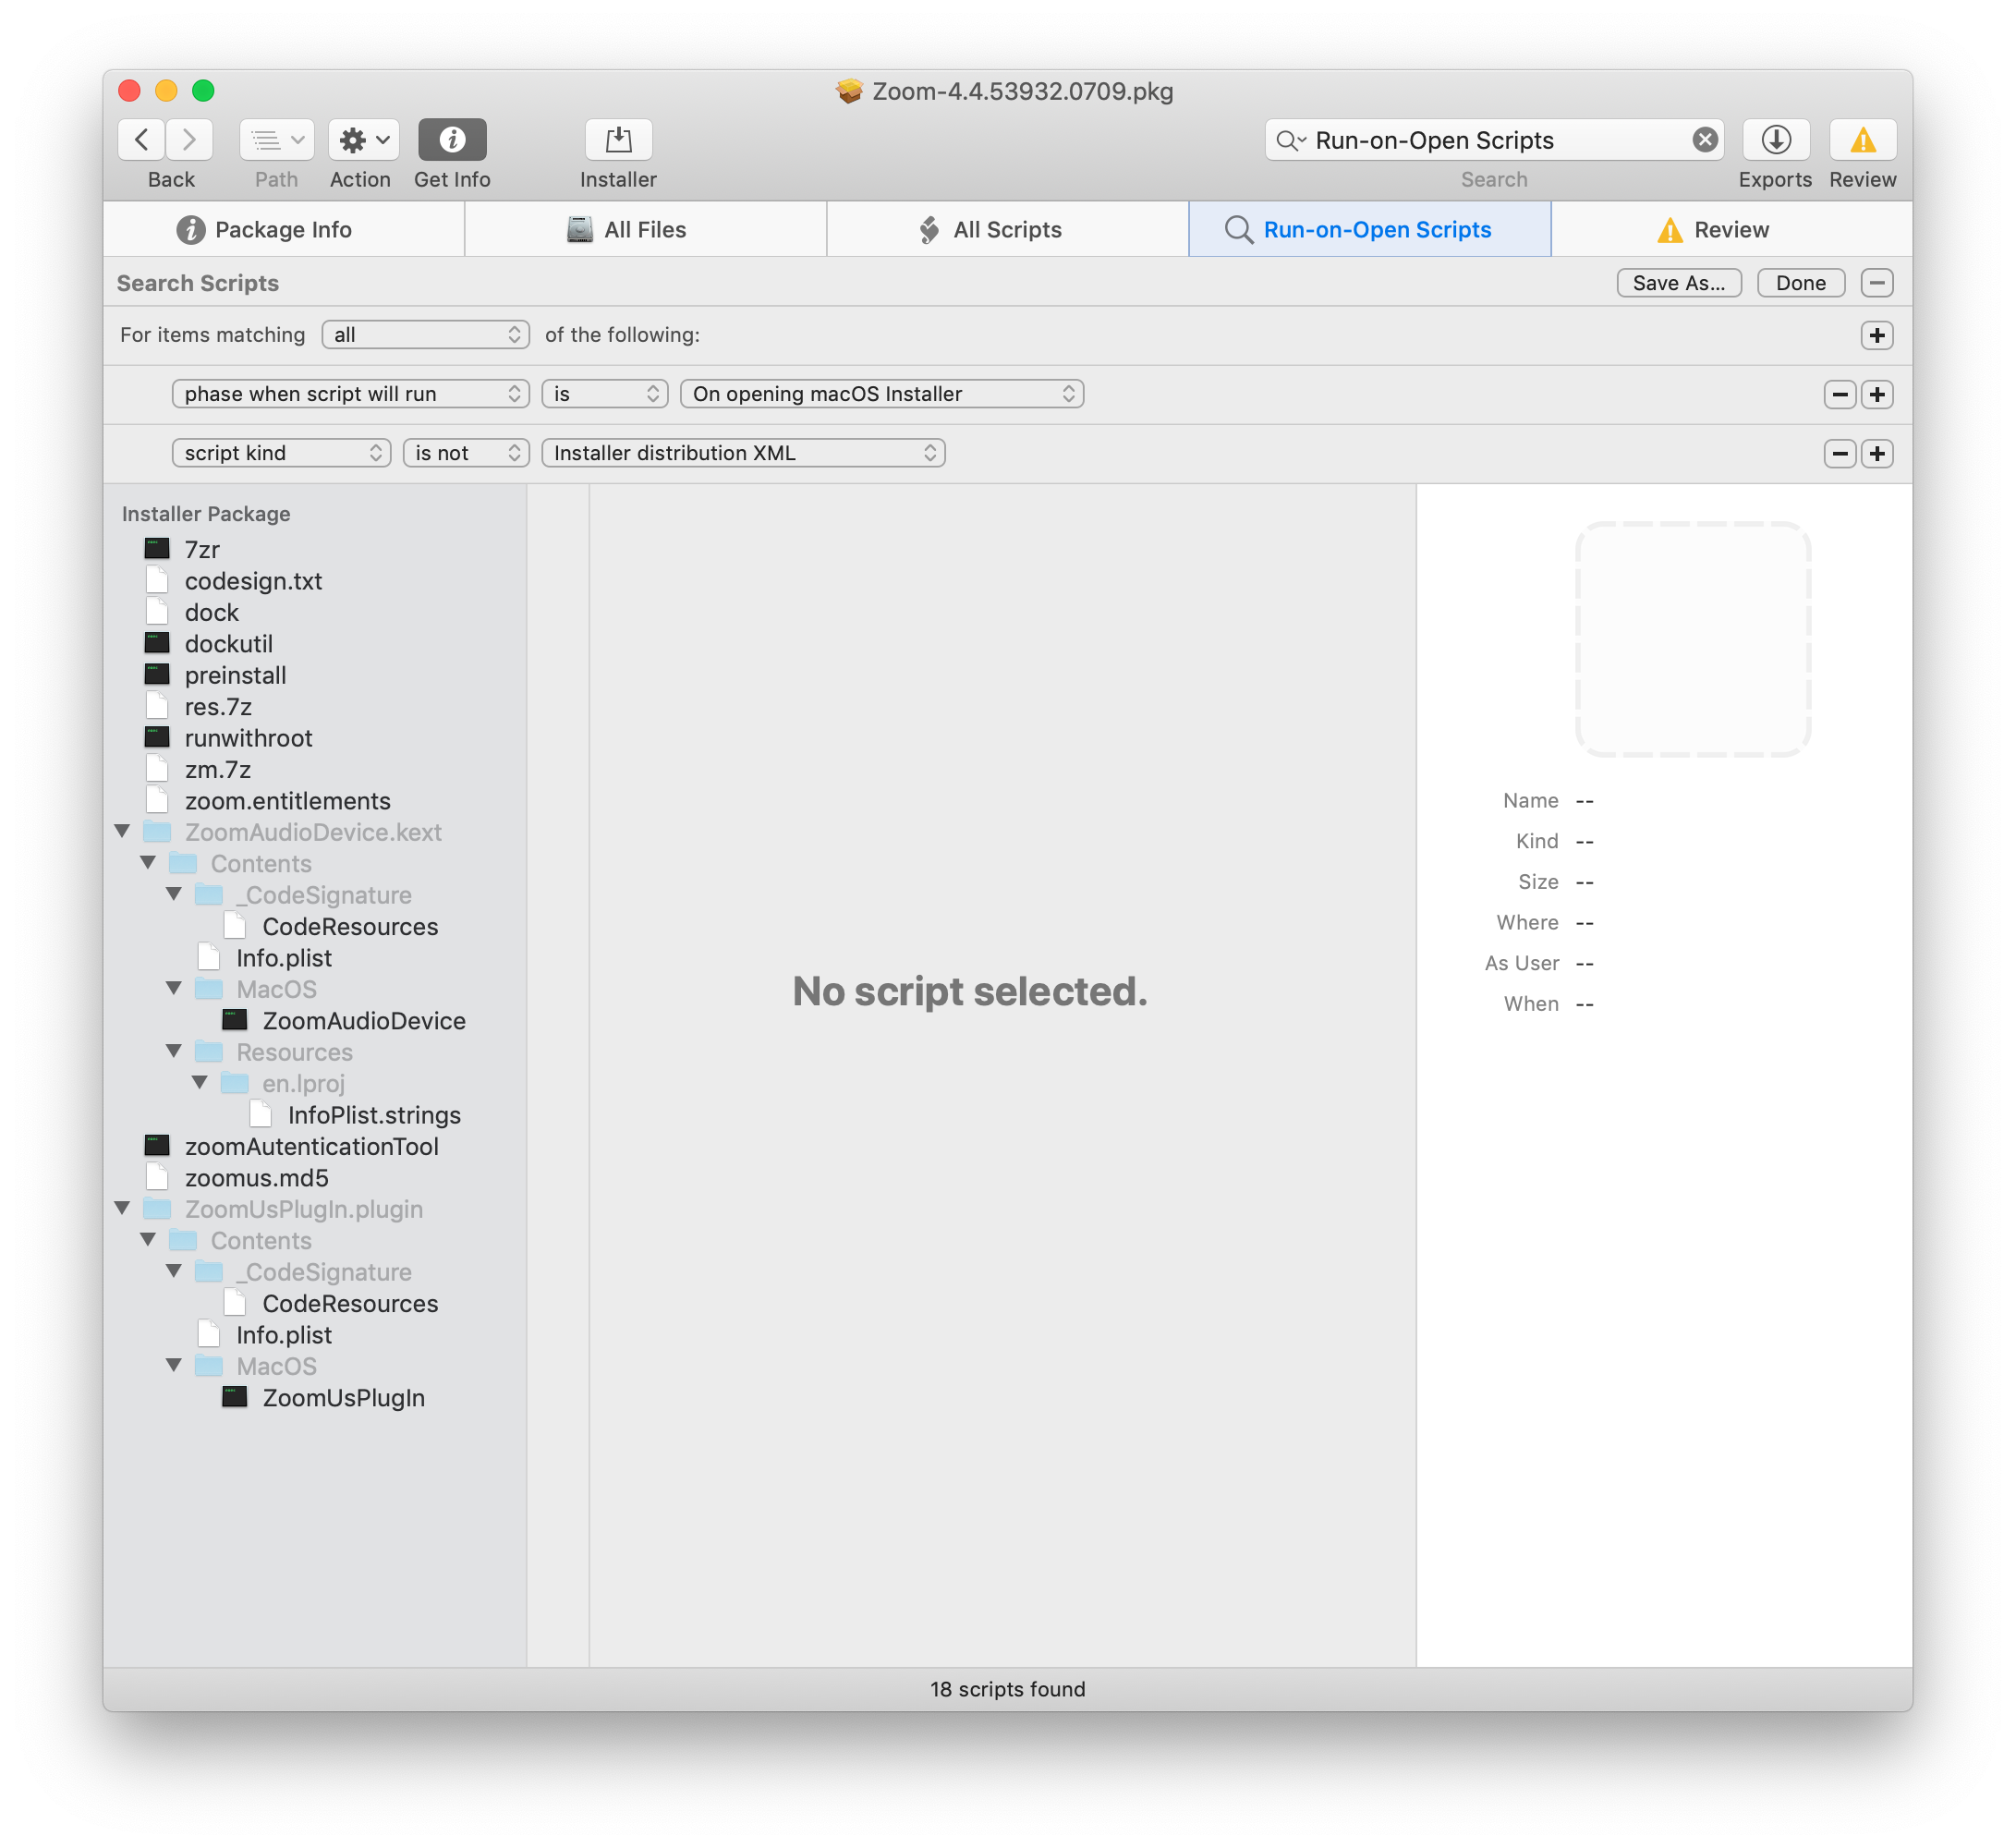 Zoom-4.4.53932.0709.pkg
Run-on-Open Scripts
Back Path Action Get Info Installer Search Exports Review
Package Info All Files All Scripts Run-on-Open Scripts Review
Search Scripts Save As... Done
For items matching all of the following:
phase when script will run is On opening macOS Installer
script kind is not Installer distribution XML
Installer Package
7zr
codesign.txt
dock
dockutil
preinstall
res.7z
runwithroot
zm.7z
zoom.entitlements
ZoomAudioDevice.kext
Contents
_CodeSignature
CodeResources
Info.plist
MacOS
ZoomAudioDevice
Resources
en.lproj
InfoPlist.strings
zoomAutenticationTool
zoomus.md5
ZoomUsPlugIn.plugin
Contents
_CodeSignature
CodeResources
Info.plist
MacOS
ZoomUsPlugIn
No script selected.
Name --
Kind --
Size --
Where --
As User --
When --
18 scripts found